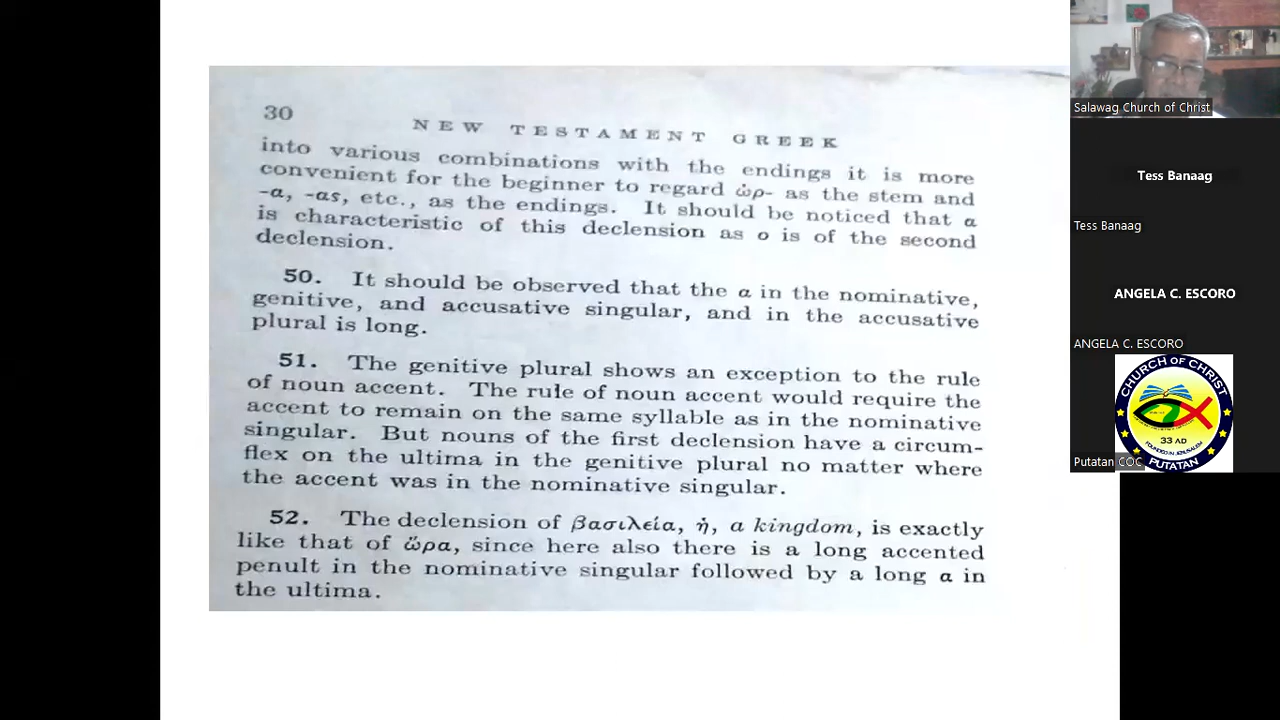 30
NEW TESTAMENT GREEK
into various combinations with the endings it is more
convenient for the beginner to regard ὡρ- as the stem and
-α, -ας, etc., as the endings. It should be noticed that α
is characteristic of this declension as ο is of the second
declension.
50. It should be observed that the α in the nominative,
genitive, and accusative singular, and in the accusative
plural is long.
51. The genitive plural shows an exception to the rule
of noun accent. The rule of noun accent would require the
accent to remain on the same syllable as in the nominative
singular. But nouns of the first declension have a circum-
flex on the ultima in the genitive plural no matter where
the accent was in the nominative singular.
52. The declension of βασιλεία, ἡ, a kingdom, is exactly
like that of ὥρα, since here also there is a long accented
penult in the nominative singular followed by a long α in
the ultima.
Salawag Church of Christ
Tess Banaag
Tess Banaag
ANGELA C. ESCORO
ANGELA C. ESCORO
CHURCH OF CHRIST
33 AD
FOUNDED IN JERUSALEM
PUTATAN
Putatan COC